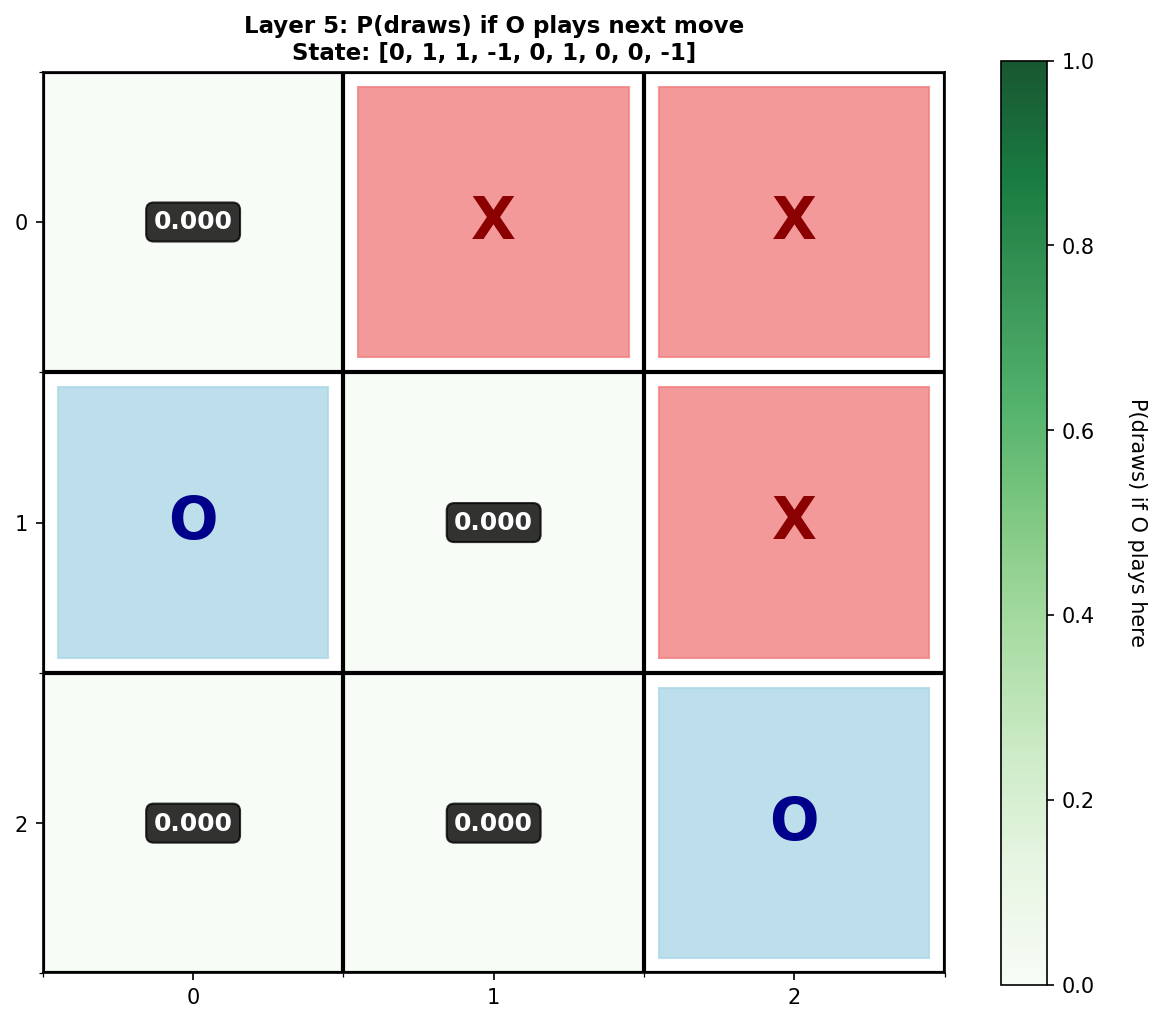 Layer 5: P(draws) if O plays next move
State: [0, 1, 1, -1, 0, 1, 0, 0, -1]
0
0.000
X
X
1
O
0.000
X
2
0.000
0.000
O
0
1
2
1.0
0.8
0.6
0.4
0.2
0.0
P(draws) if O plays here